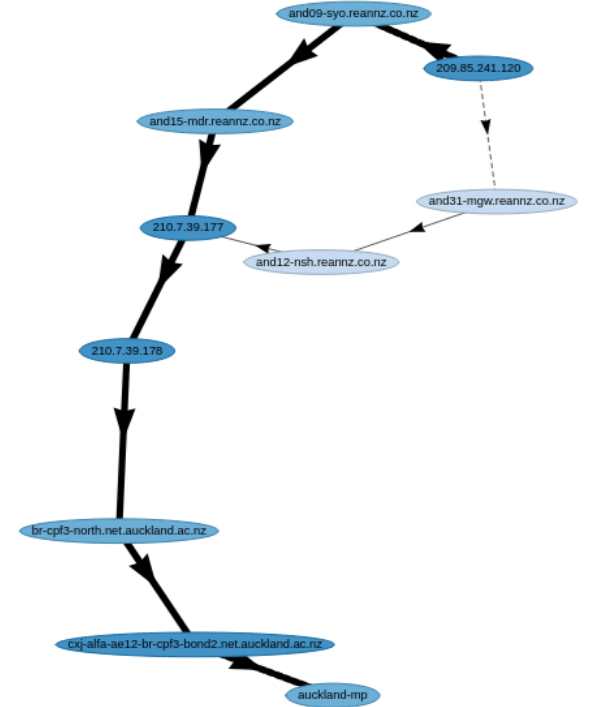 and09-syo.reannz.co.nz
209.85.241.120
and15-mdr.reannz.co.nz
and31-mgw.reannz.co.nz
210.7.39.177
and12-nsh.reannz.co.nz
210.7.39.178
br-cpf3-north.net.auckland.ac.nz
cxj-alfa-ae12-br-cpf3-bond2.net.auckland.ac.nz
auckland-mp